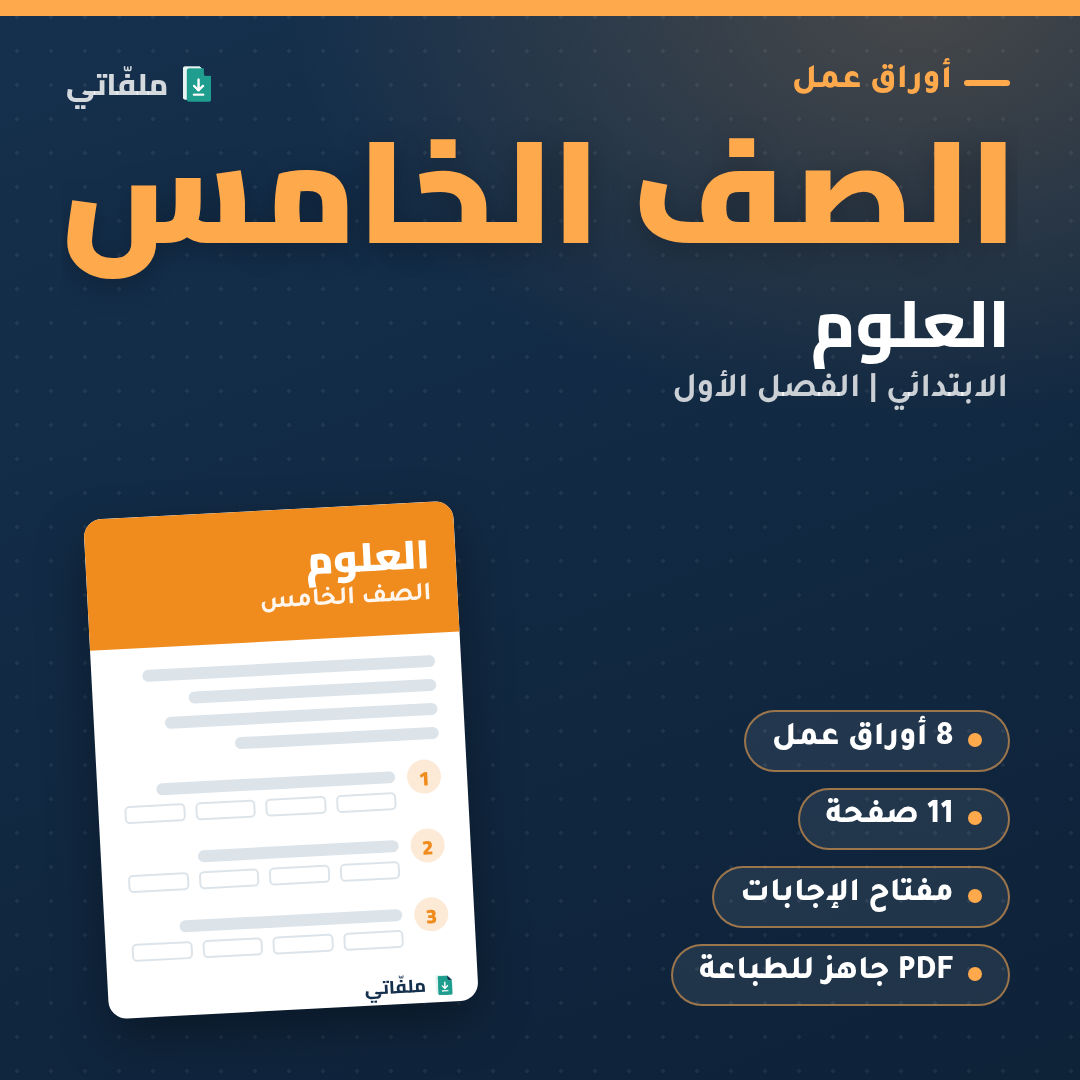 أوراق عمل
ملفّاتي
الصف الخامس
العلوم
الابتدائي | الفصل الأول
العلوم
الصف الخامس
1
2
3
ملفّاتي
8 أوراق عمل
11 صفحة
مفتاح الإجابات
PDF جاهز للطباعة